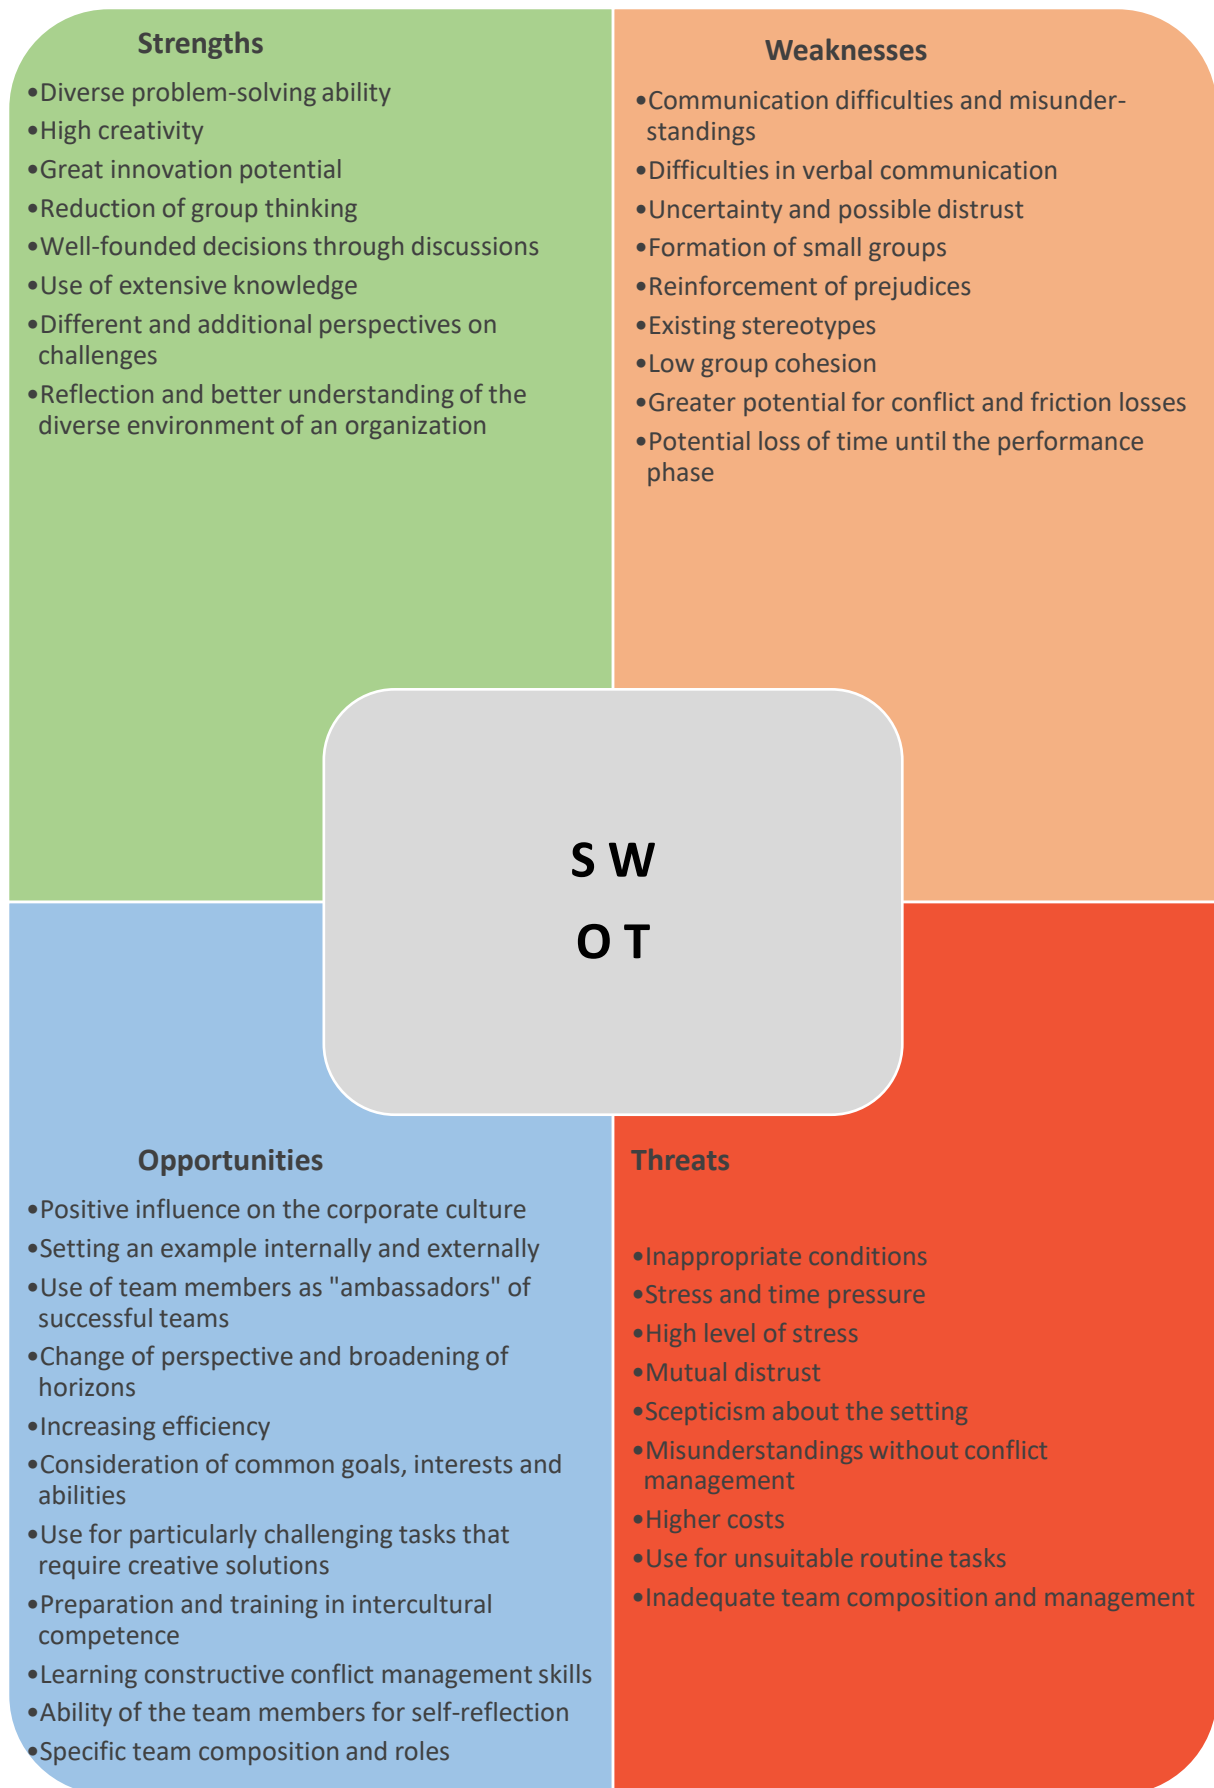 Strengths
•Diverse problem-solving ability
•High creativity
•Great innovation potential
•Reduction of group thinking
•Well-founded decisions through discussions
•Use of extensive knowledge
•Different and additional perspectives on
challenges
•Reflection and better understanding of the
diverse environment of an organization
Weaknesses
•Communication difficulties and misunder-
standings
•Difficulties in verbal communication
•Uncertainty and possible distrust
•Formation of small groups
•Reinforcement of prejudices
•Existing stereotypes
•Low group cohesion
•Greater potential for conflict and friction losses
•Potential loss of time until the performance
phase
S W
O T
Opportunities
•Positive influence on the corporate culture
•Setting an example internally and externally
•Use of team members as "ambassadors" of
successful teams
•Change of perspective and broadening of
horizons
•Increasing efficiency
•Consideration of common goals, interests and
abilities
•Use for particularly challenging tasks that
require creative solutions
•Preparation and training in intercultural
competence
•Learning constructive conflict management skills
•Ability of the team members for self-reflection
•Specific team composition and roles
Threats
•Inappropriate conditions
•Stress and time pressure
•High level of stress
•Mutual distrust
•Scepticism about the setting
•Misunderstandings without conflict
management
•Higher costs
•Use for unsuitable routine tasks
•Inadequate team composition and management